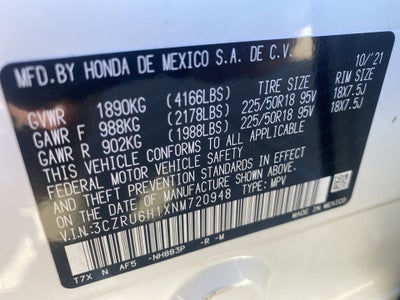 MFD.BY HONDA DE MEXICO S.A. DE C.V. 10/'21
GVWR 1890KG (4166LBS) TIRE SIZE RIM SIZE
GAWR F 988KG (2178LBS) 225/50R18 95V 18X7.5J
GAWR R 902KG (1988LBS) 225/50R18 95V 18X7.5J
THIS VEHICLE CONFORMS TO ALL APPLICABLE
FEDERAL MOTOR VEHICLE SAFETY, BUMPER,
AND THEFT PREVENTION STANDARDS IN EFFECT
ON THE DATE OF MANUFACTURE SHOWN ABOVE.
V.I.N.:3CZRU6H1XNM720948 TYPE: MPV
T7X N AF5 -NH883P -R -M MADE IN MEXICO